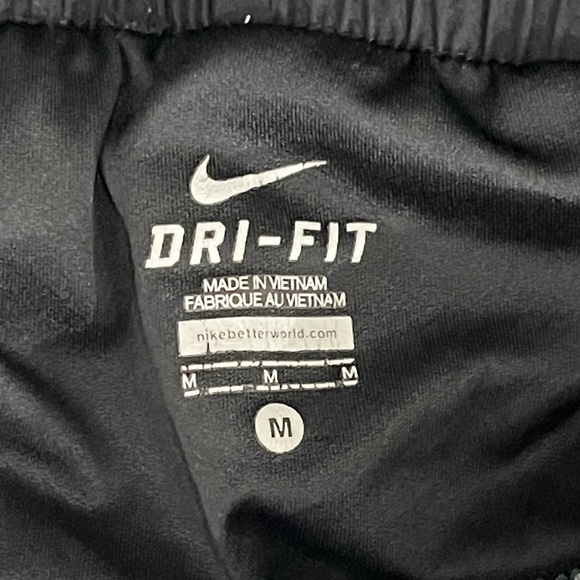 DRI-FIT
MADE IN VIETNAM
FABRIQUE AU VIETNAM
nikebetterworld.com
M M M
M